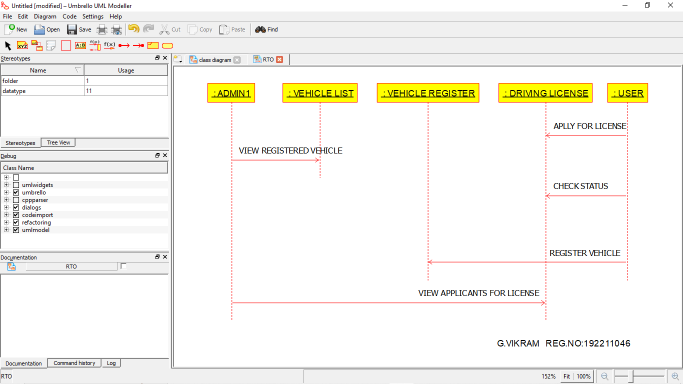 Untitled [modified] – Umbrello UML Modeller
File Edit Diagram Code Settings Help
New Open Save Cut Copy Paste Find
Stereotypes
Name Usage
folder 1
datatype 11
Stereotypes Tree View
Debug
Class Name
umlwidgets
umbrello
cppparser
dialogs
codeimport
refactoring
umlmodel
Documentation
RTO
Documentation Command history Log
class diagram RTO
: ADMIN1 : VEHICLE LIST : VEHICLE REGISTER : DRIVING LICENSE : USER
APLLY FOR LICENSE
VIEW REGISTERED VEHICLE
CHECK STATUS
REGISTER VEHICLE
VIEW APPLICANTS FOR LICENSE
G.VIKRAM REG.NO:192211046
RTO 152% Fit 100%